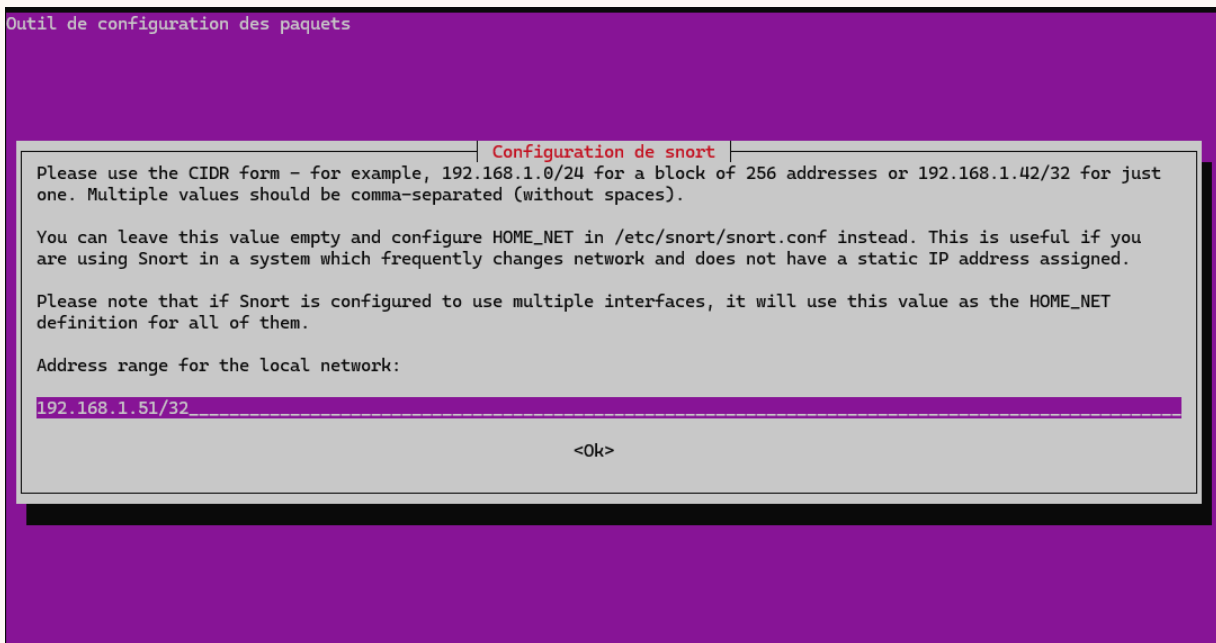 Outil de configuration des paquets
Configuration de snort
Please use the CIDR form - for example, 192.168.1.0/24 for a block of 256 addresses or 192.168.1.42/32 for just
one. Multiple values should be comma-separated (without spaces).
You can leave this value empty and configure HOME_NET in /etc/snort/snort.conf instead. This is useful if you
are using Snort in a system which frequently changes network and does not have a static IP address assigned.
Please note that if Snort is configured to use multiple interfaces, it will use this value as the HOME_NET
definition for all of them.
Address range for the local network:
192.168.1.51/32
<Ok>